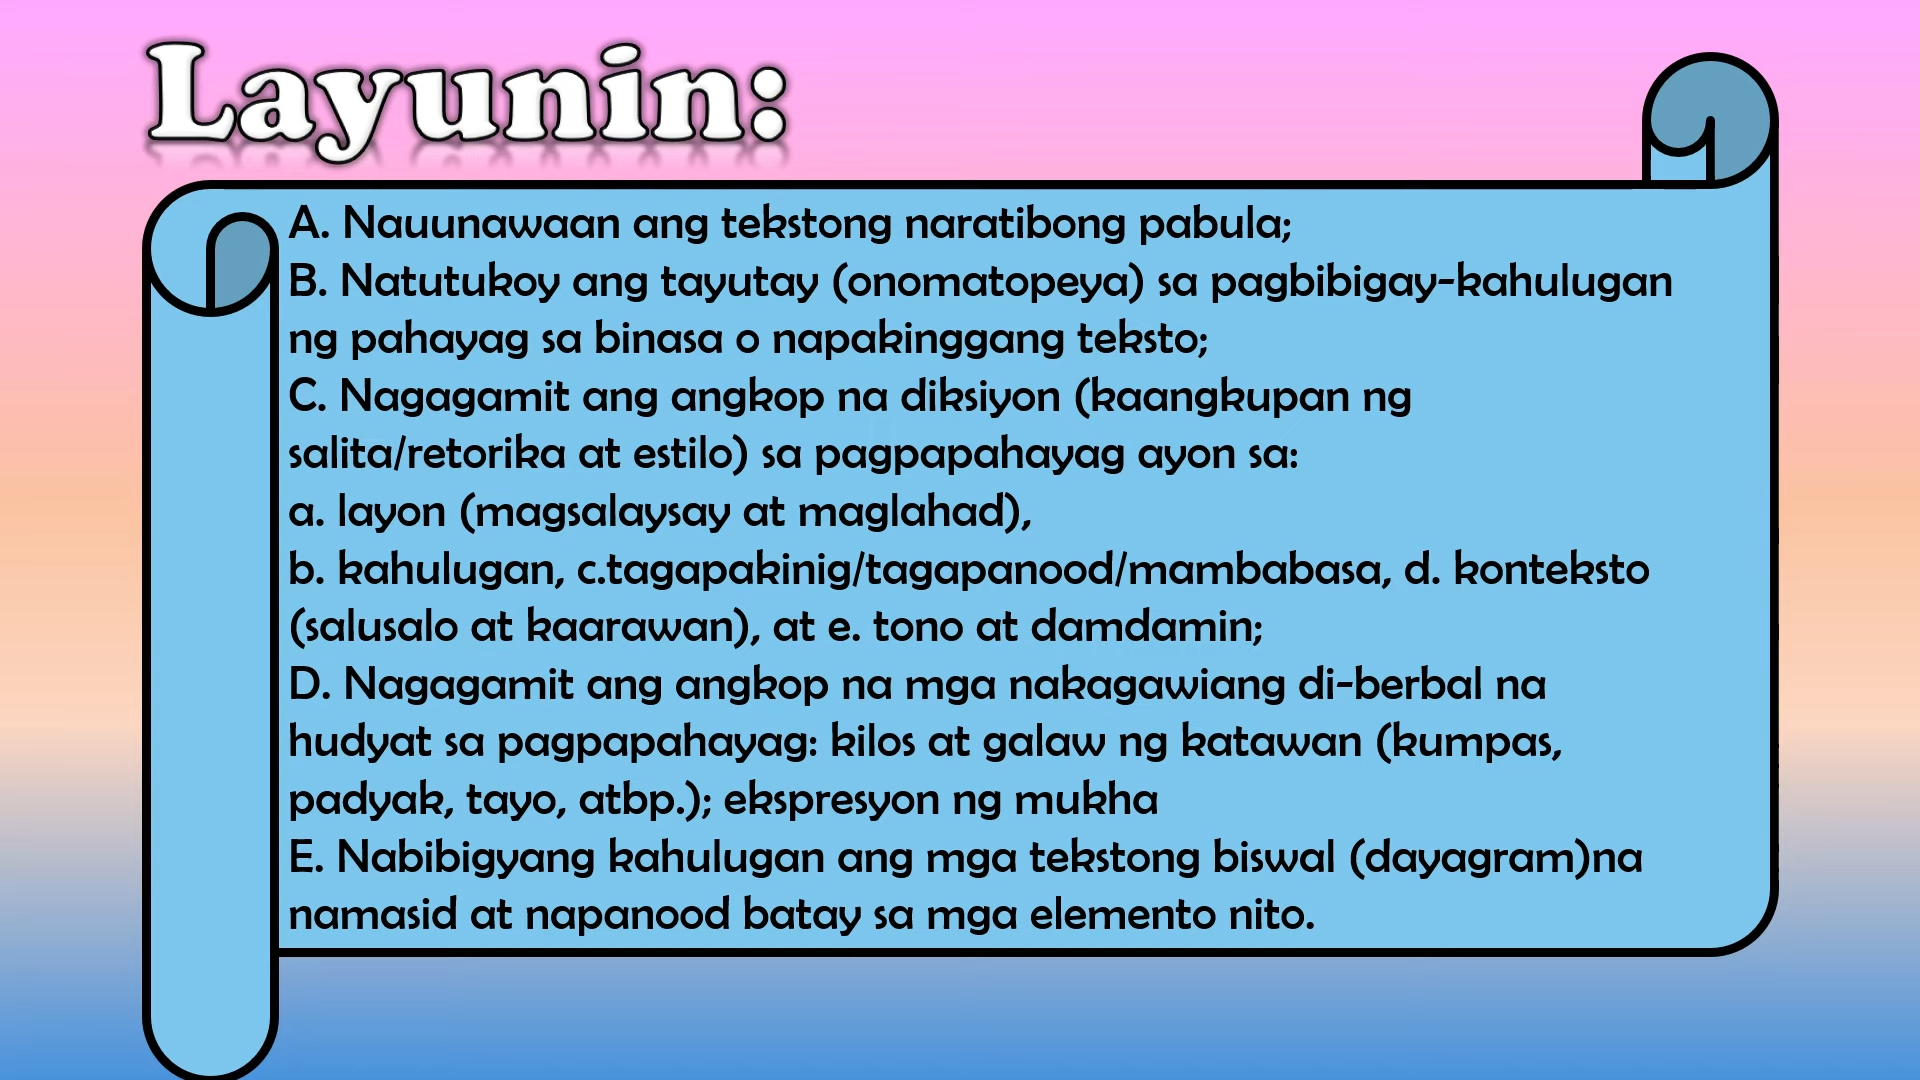 Layunin:
A. Nauunawaan ang tekstong naratibong pabula;
B. Natutukoy ang tayutay (onomatopeya) sa pagbibigay-kahulugan
ng pahayag sa binasa o napakinggang teksto;
C. Nagagamit ang angkop na diksiyon (kaangkupan ng
salita/retorika at estilo) sa pagpapahayag ayon sa:
a. layon (magsalaysay at maglahad),
b. kahulugan, c.tagapakinig/tagapanood/mambabasa, d. konteksto
(salusalo at kaarawan), at e. tono at damdamin;
D. Nagagamit ang angkop na mga nakagawiang di-berbal na
hudyat sa pagpapahayag: kilos at galaw ng katawan (kumpas,
padyak, tayo, atbp.); ekspresyon ng mukha
E. Nabibigyang kahulugan ang mga tekstong biswal (dayagram)na
namasid at napanood batay sa mga elemento nito.